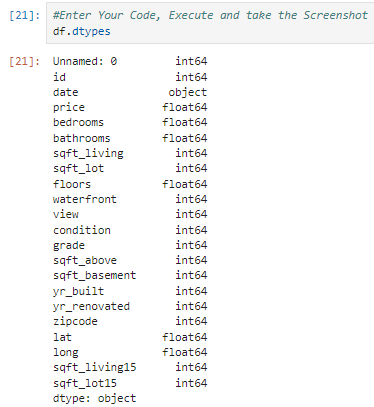 [21]: #Enter Your Code, Execute and take the Screenshot
df.dtypes
[21]: Unnamed: 0 int64
id int64
date object
price float64
bedrooms float64
bathrooms float64
sqft_living int64
sqft_lot int64
floors float64
waterfront int64
view int64
condition int64
grade int64
sqft_above int64
sqft_basement int64
yr_built int64
yr_renovated int64
zipcode int64
lat float64
long float64
sqft_living15 int64
sqft_lot15 int64
dtype: object